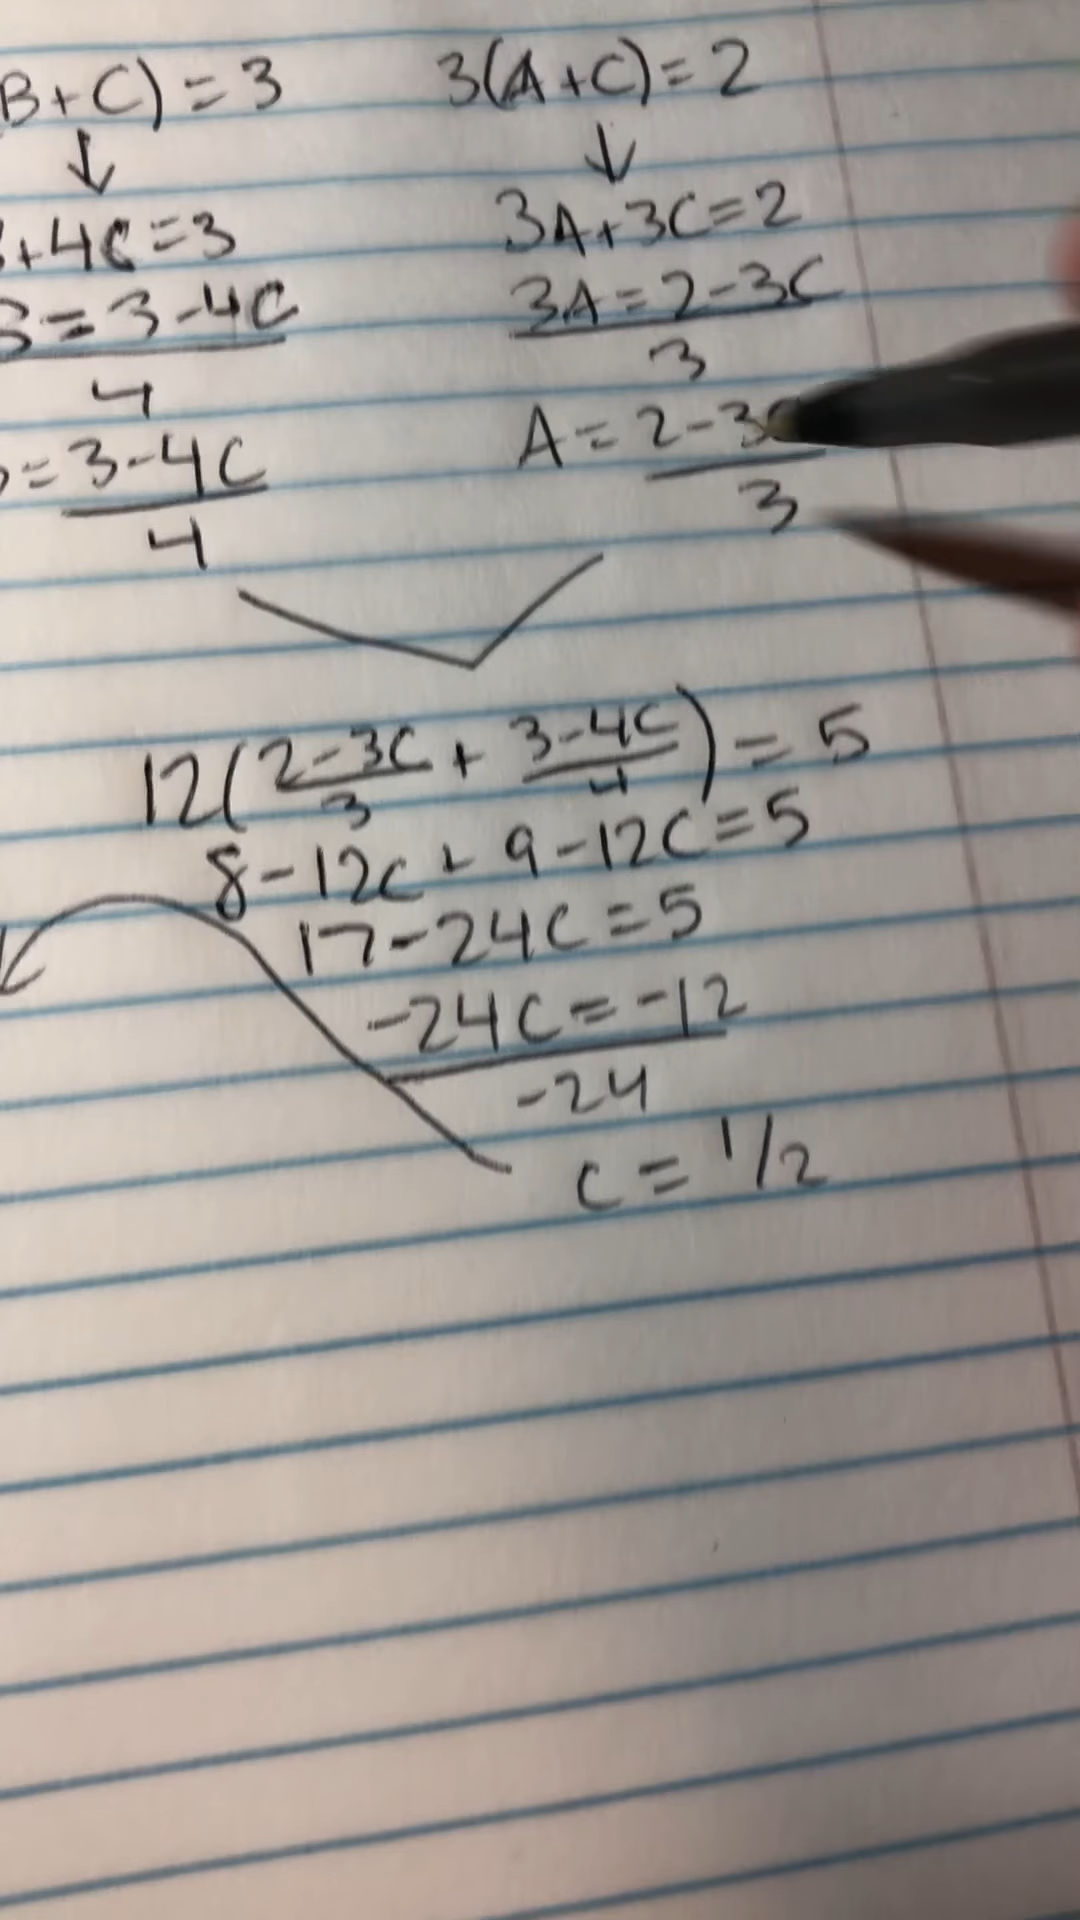 B+C) = 3 3(A+C) = 2
↓ ↓
+4C=3 3A+3C=2
= 3-4C 3A=2-3C
4 3
= 3-4C A = 2-3
4 3
12(2-3C/3 + 3-4C/4) = 5
8-12C+9-12C=5
17-24C=5
-24C=-12
-24
C = 1/2